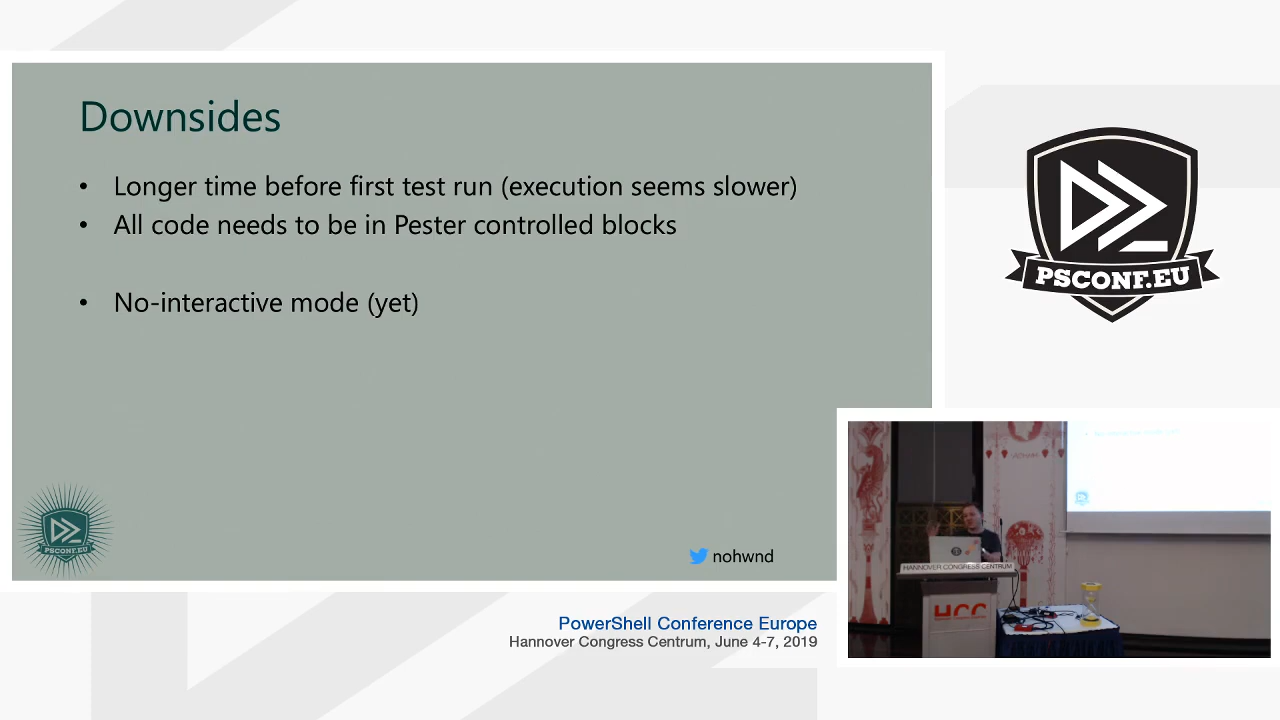 Downsides
• Longer time before first test run (execution seems slower)
• All code needs to be in Pester controlled blocks
• No-interactive mode (yet)
PSCONF.EU
nohwnd
PSCONF.EU
HANNOVER CONGRESS CENTRUM
HCC
PowerShell Conference Europe
Hannover Congress Centrum, June 4-7, 2019